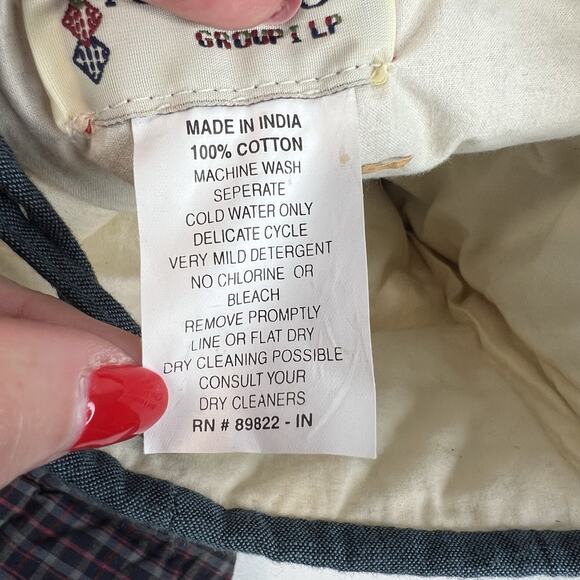 GROUP I LP
MADE IN INDIA
100% COTTON
MACHINE WASH
SEPERATE
COLD WATER ONLY
DELICATE CYCLE
VERY MILD DETERGENT
NO CHLORINE OR
BLEACH
REMOVE PROMPTLY
LINE OR FLAT DRY
DRY CLEANING POSSIBLE
CONSULT YOUR
DRY CLEANERS
RN # 89822 - IN